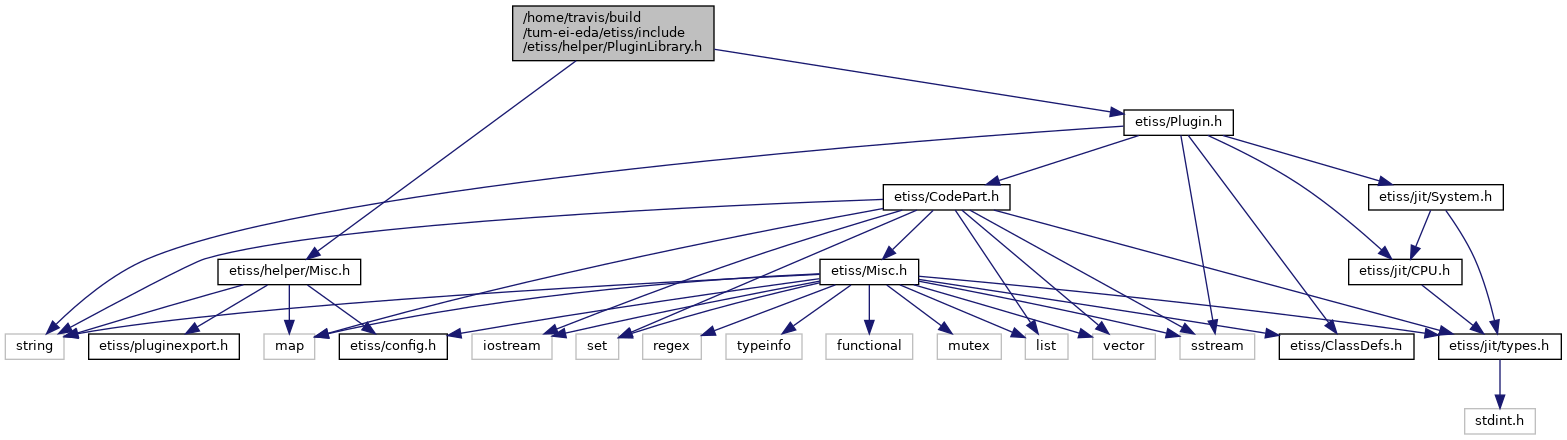 /home/travis/build
/tum-ei-eda/etiss/include
/etiss/helper/PluginLibrary.h
etiss/Plugin.h
etiss/CodePart.h
etiss/jit/System.h
etiss/helper/Misc.h
etiss/Misc.h
etiss/jit/CPU.h
string
etiss/pluginexport.h
map
etiss/config.h
iostream
set
regex
typeinfo
functional
mutex
list
vector
sstream
etiss/ClassDefs.h
etiss/jit/types.h
stdint.h